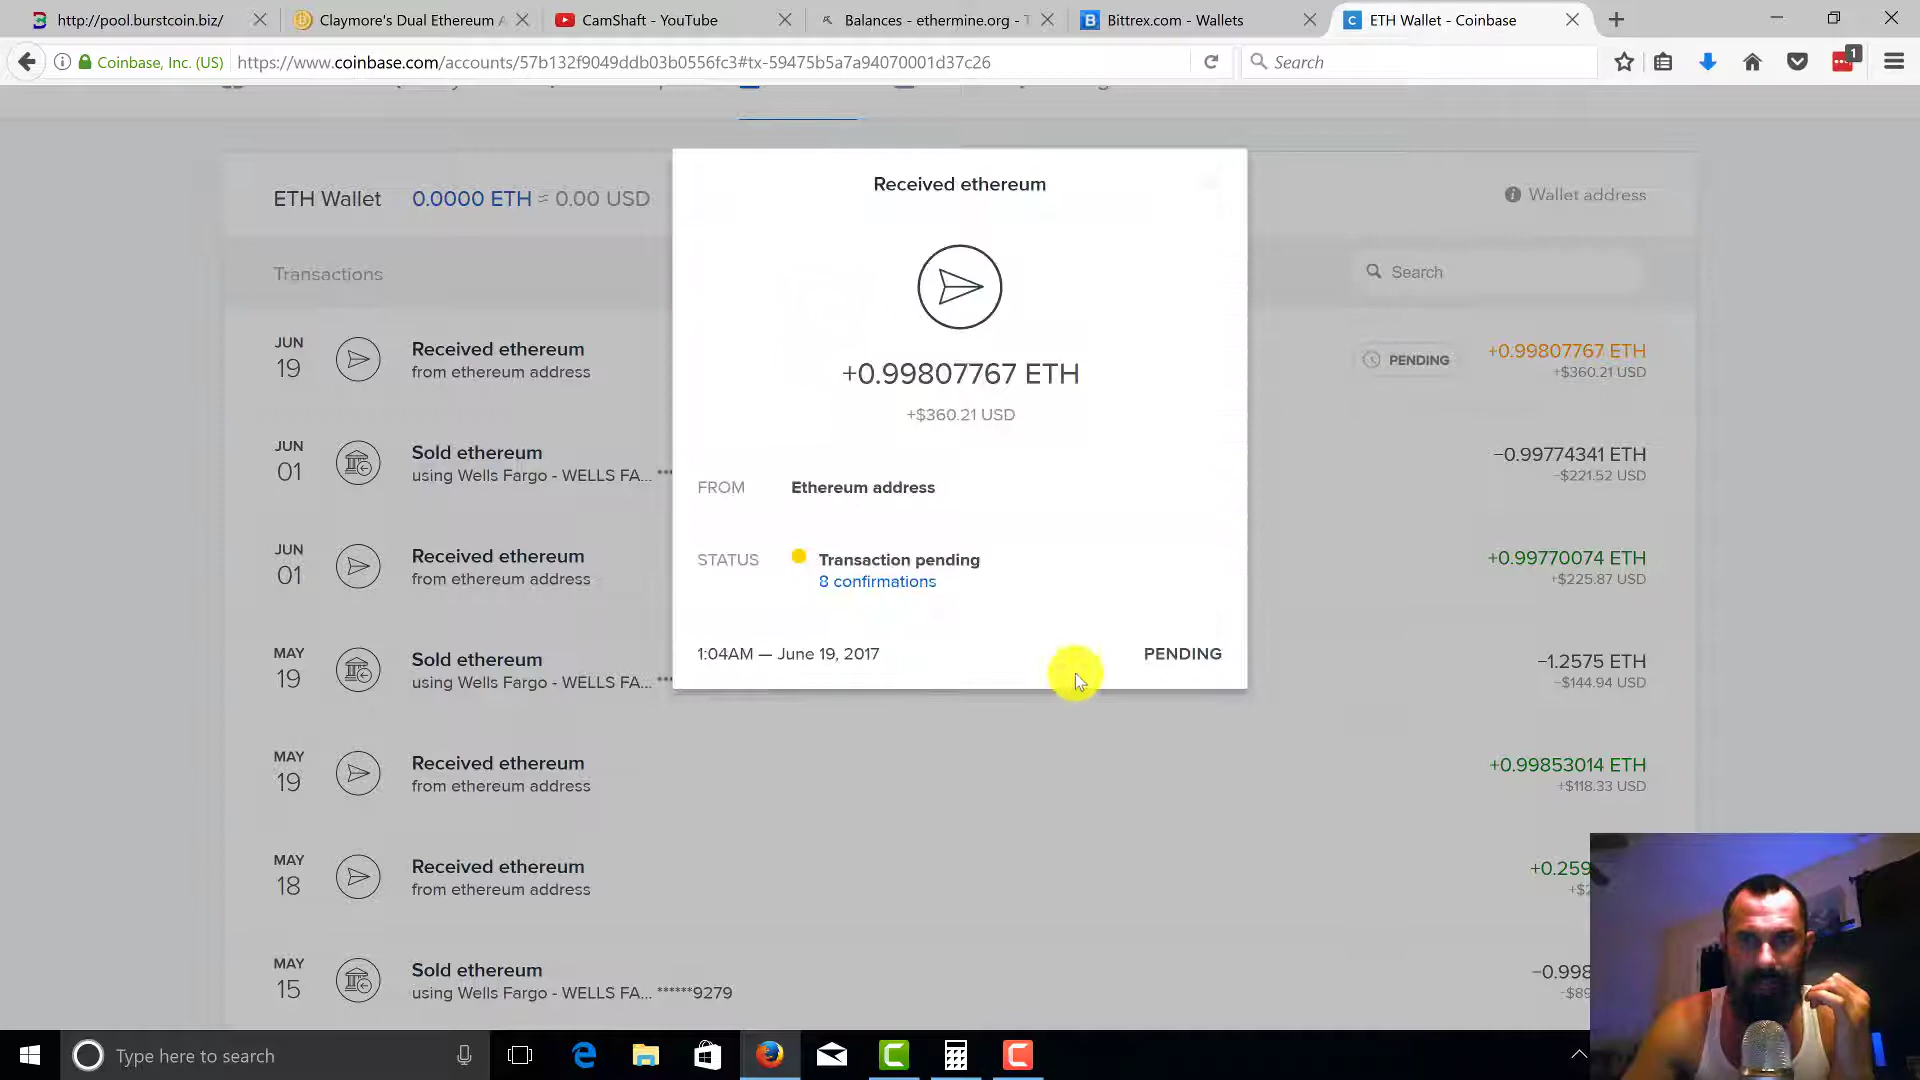 http://pool.burstcoin.biz/
Claymore's Dual Ethereum A
CamShaft - YouTube
Balances - ethermine.org - T
Bittrex.com - Wallets
ETH Wallet - Coinbase
Coinbase, Inc. (US)
https://www.coinbase.com/accounts/57b132f9049ddb03b0556fc3#tx-59475b5a7a94070001d37c26
Search
1
ETH Wallet
0.0000 ETH ≈ 0.00 USD
Wallet address
Transactions
Search
Received ethereum
+0.99807767 ETH
+$360.21 USD
FROM Ethereum address
STATUS Transaction pending
8 confirmations
1:04AM — June 19, 2017
PENDING
JUN
19
Received ethereum
from ethereum address
PENDING
+0.99807767 ETH
+$360.21 USD
JUN
01
Sold ethereum
using Wells Fargo - WELLS FA... **
−0.99774341 ETH
−$221.52 USD
JUN
01
Received ethereum
from ethereum address
+0.99770074 ETH
+$225.87 USD
MAY
19
Sold ethereum
using Wells Fargo - WELLS FA... **
−1.2575 ETH
−$144.94 USD
MAY
19
Received ethereum
from ethereum address
+0.99853014 ETH
+$118.33 USD
MAY
18
Received ethereum
from ethereum address
+0.259
MAY
15
Sold ethereum
using Wells Fargo - WELLS FA... ******9279
−0.998
−$89
Type here to search